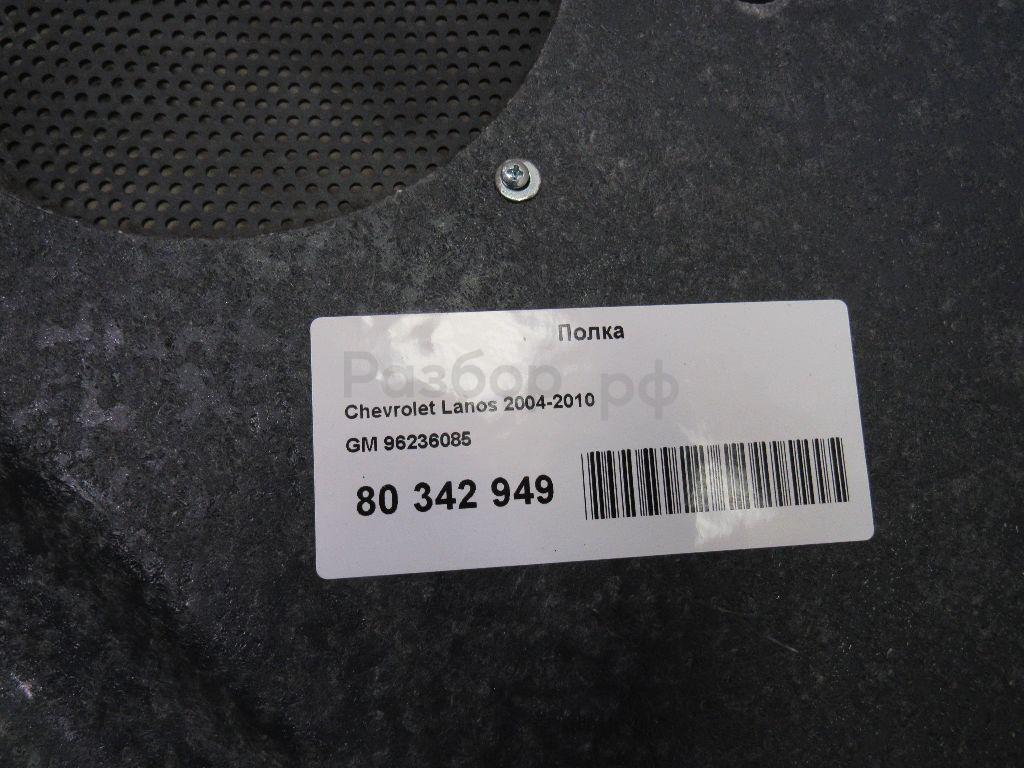 Полка
Разбор.рф
Chevrolet Lanos 2004-2010
GM 96236085
80 342 949